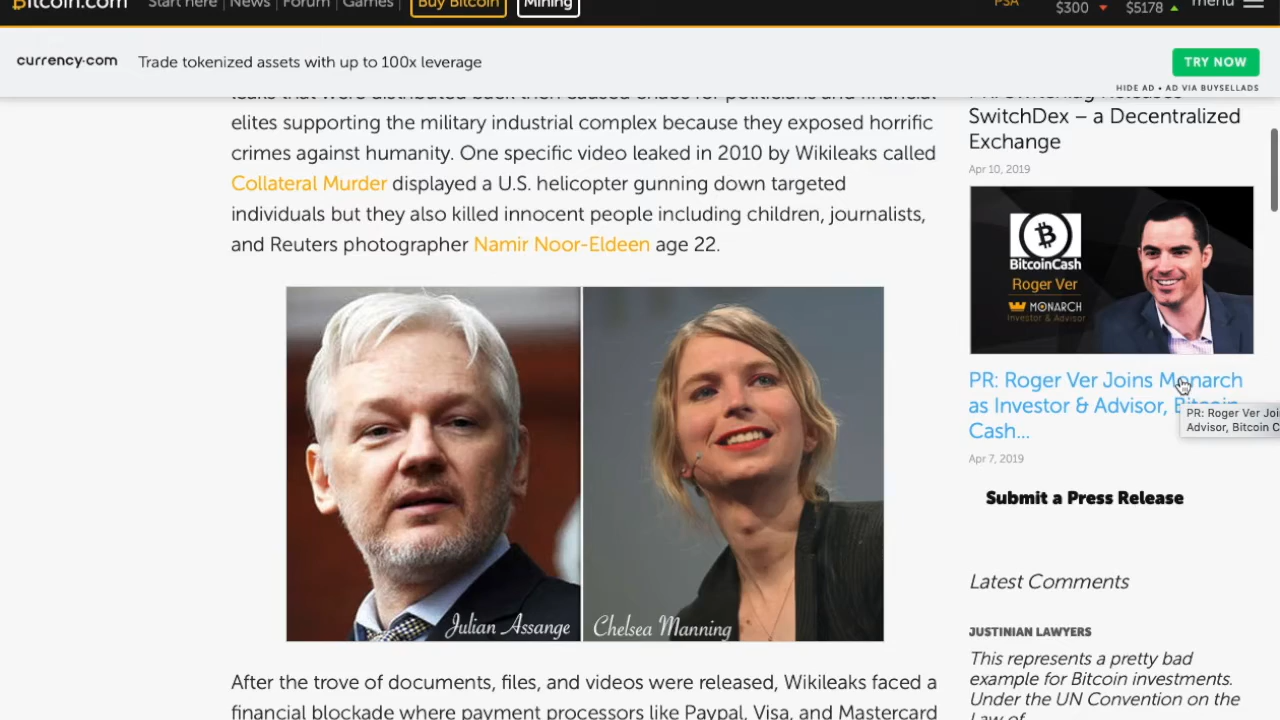 Bitcoin.com
Start here | News | Forum | Games |
Buy Bitcoin
Mining
PSA
$300
$5178
menu
currency.com
Trade tokenized assets with up to 100x leverage
TRY NOW
HIDE AD • AD VIA BUYSELLADS
leaks that were distributed back then caused chaos for politicians and financial
elites supporting the military industrial complex because they exposed horrific
crimes against humanity. One specific video leaked in 2010 by Wikileaks called
Collateral Murder displayed a U.S. helicopter gunning down targeted
individuals but they also killed innocent people including children, journalists,
and Reuters photographer Namir Noor-Eldeen age 22.
Julian Assange
Chelsea Manning
After the trove of documents, files, and videos were released, Wikileaks faced a
financial blockade where payment processors like Paypal, Visa, and Mastercard
SwitchDex – a Decentralized
Exchange
Apr 10, 2019
BitcoinCash
Roger Ver
MONARCH
Investor & Advisor
PR: Roger Ver Joins Monarch
as Investor & Advisor, Bitcoin
Cash...
PR: Roger Ver Joi
Advisor, Bitcoin C
Apr 7, 2019
Submit a Press Release
Latest Comments
JUSTINIAN LAWYERS
This represents a pretty bad
example for Bitcoin investments.
Under the UN Convention on the
Law of